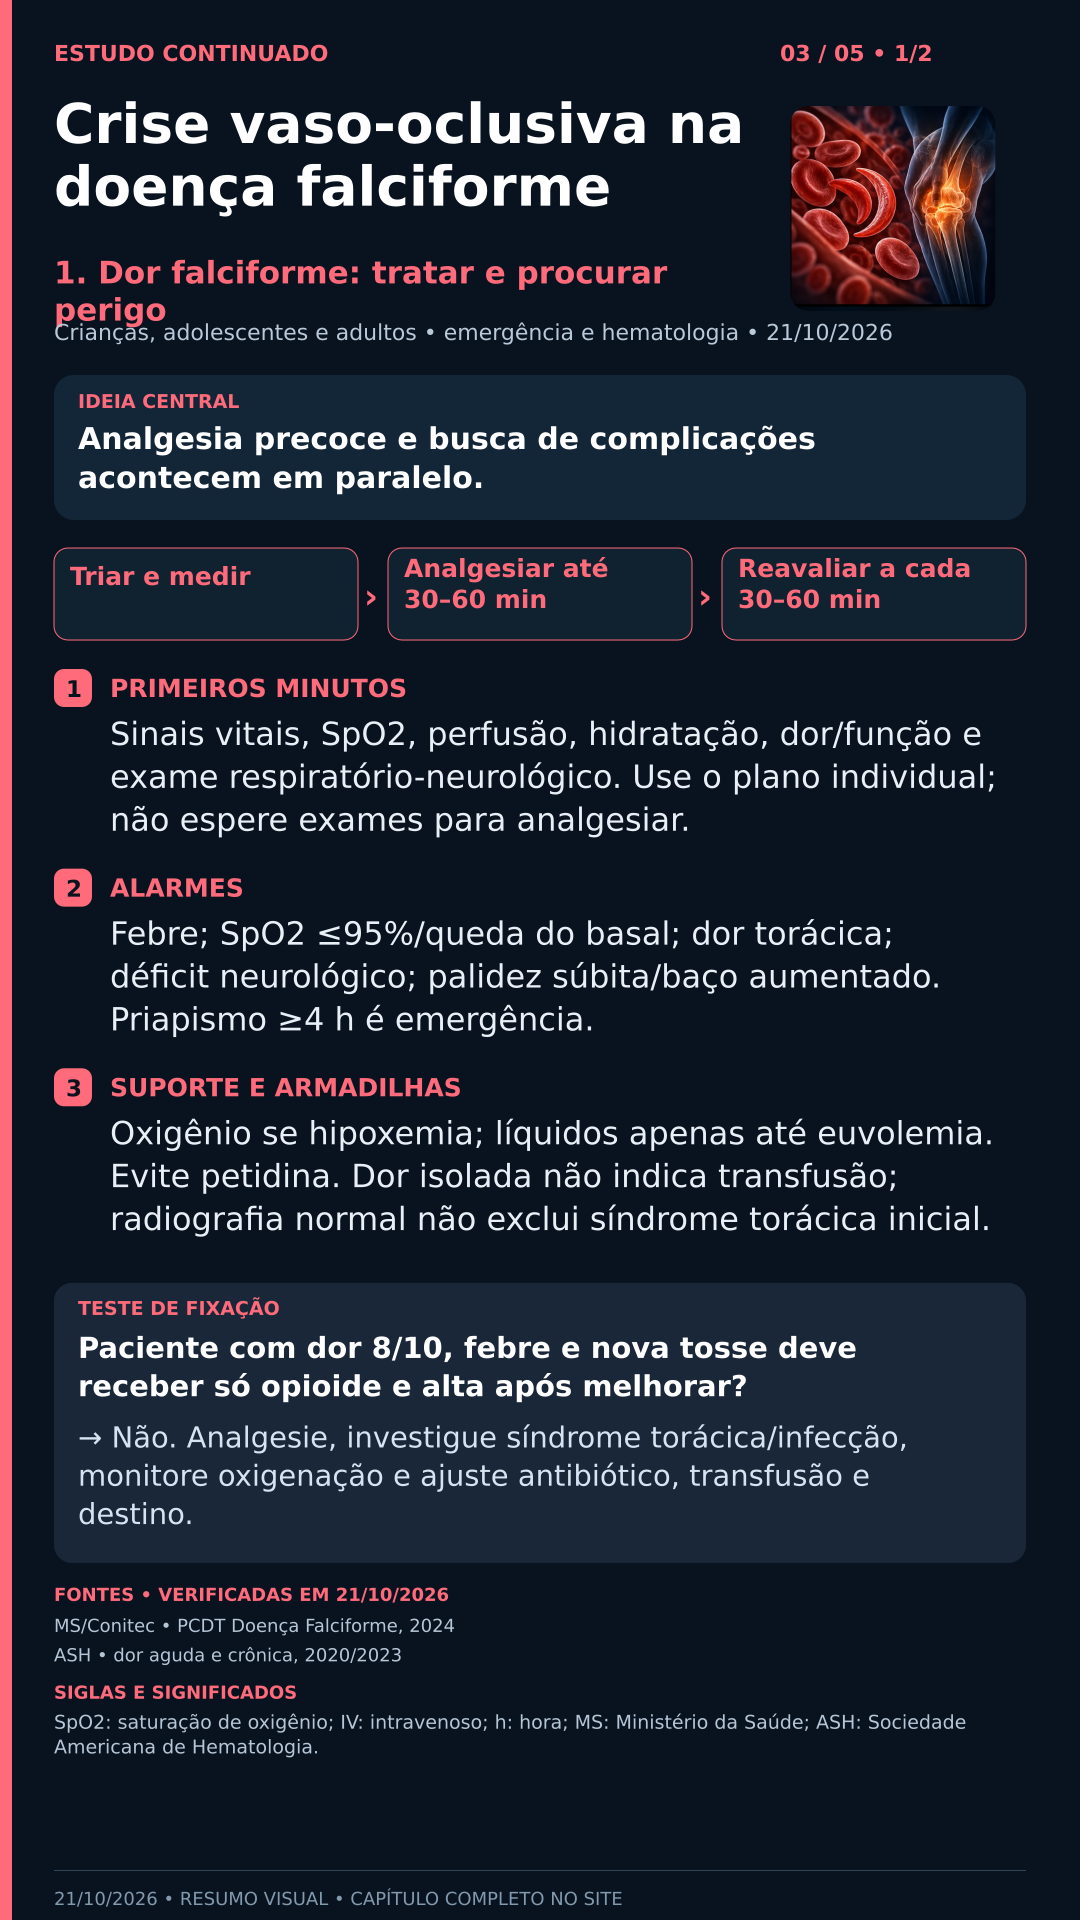 ESTUDO CONTINUADO
03 / 05 • 1/2
Crise vaso-oclusiva na
doença falciforme
1. Dor falciforme: tratar e procurar
perigo
Crianças, adolescentes e adultos • emergência e hematologia • 21/10/2026
IDEIA CENTRAL
Analgesia precoce e busca de complicações
acontecem em paralelo.
Triar e medir
›
Analgesiar até
30–60 min
›
Reavaliar a cada
30–60 min
1 PRIMEIROS MINUTOS
Sinais vitais, SpO2, perfusão, hidratação, dor/função e
exame respiratório-neurológico. Use o plano individual;
não espere exames para analgesiar.
2 ALARMES
Febre; SpO2 ≤95%/queda do basal; dor torácica;
déficit neurológico; palidez súbita/baço aumentado.
Priapismo ≥4 h é emergência.
3 SUPORTE E ARMADILHAS
Oxigênio se hipoxemia; líquidos apenas até euvolemia.
Evite petidina. Dor isolada não indica transfusão;
radiografia normal não exclui síndrome torácica inicial.
TESTE DE FIXAÇÃO
Paciente com dor 8/10, febre e nova tosse deve
receber só opioide e alta após melhorar?
→ Não. Analgesie, investigue síndrome torácica/infecção,
monitore oxigenação e ajuste antibiótico, transfusão e
destino.
FONTES • VERIFICADAS EM 21/10/2026
MS/Conitec • PCDT Doença Falciforme, 2024
ASH • dor aguda e crônica, 2020/2023
SIGLAS E SIGNIFICADOS
SpO2: saturação de oxigênio; IV: intravenoso; h: hora; MS: Ministério da Saúde; ASH: Sociedade
Americana de Hematologia.
21/10/2026 • RESUMO VISUAL • CAPÍTULO COMPLETO NO SITE